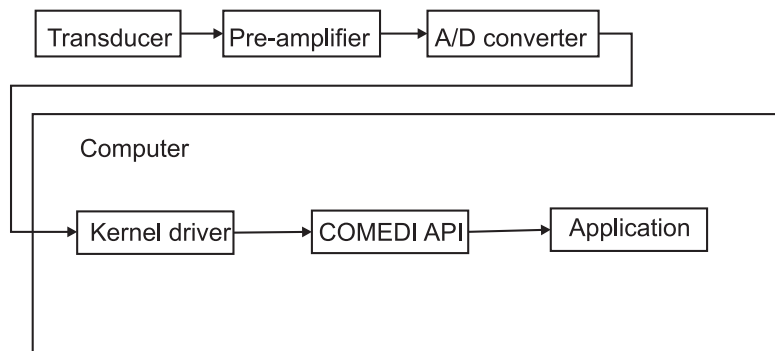 Transducer
Pre-amplifier
A/D converter
Computer
Kernel driver
COMEDI API
Application